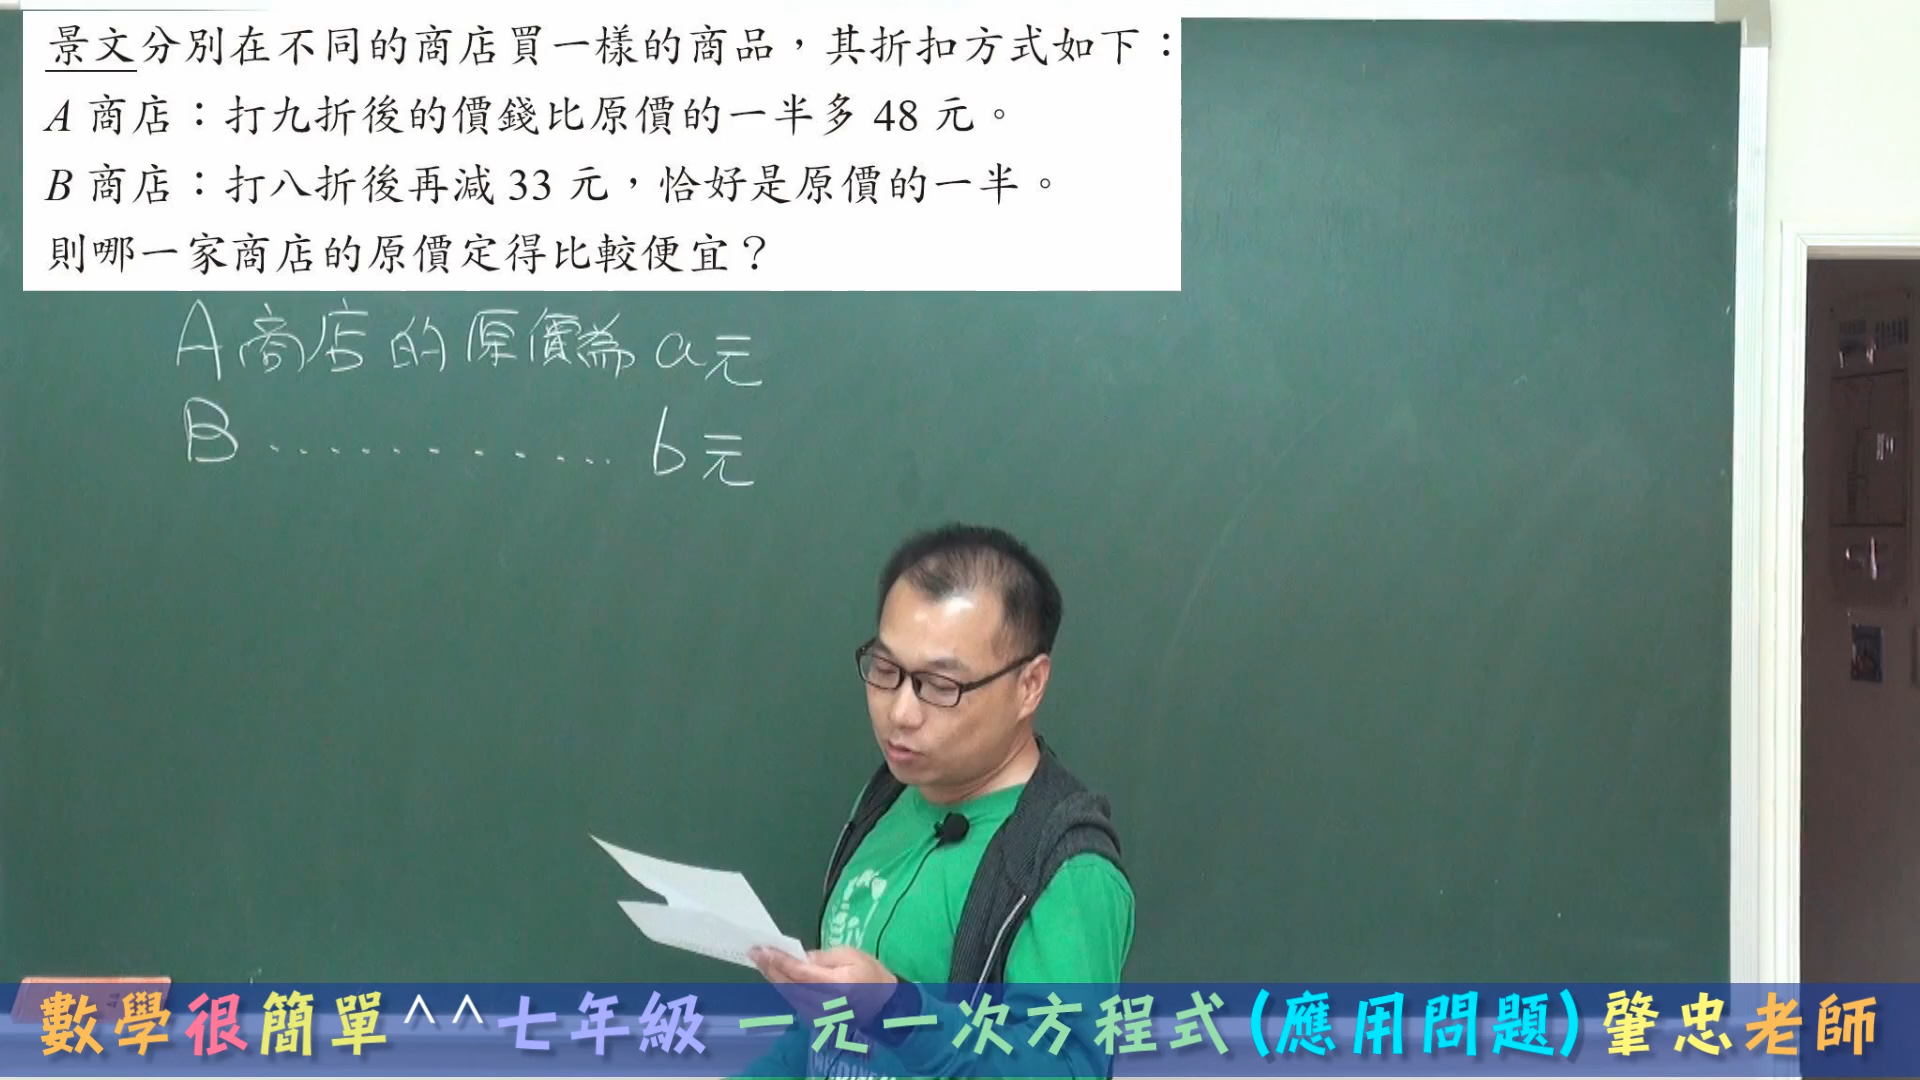 景文分別在不同的商店買一樣的商品，其折扣方式如下：
A 商店：打九折後的價錢比原價的一半多 48 元。
B 商店：打八折後再減 33 元，恰好是原價的一半。
則哪一家商店的原價定得比較便宜？
A商店的原價為a元
B............b元
數學很簡單^^七年級 一元一次方程式(應用問題)肇忠老師